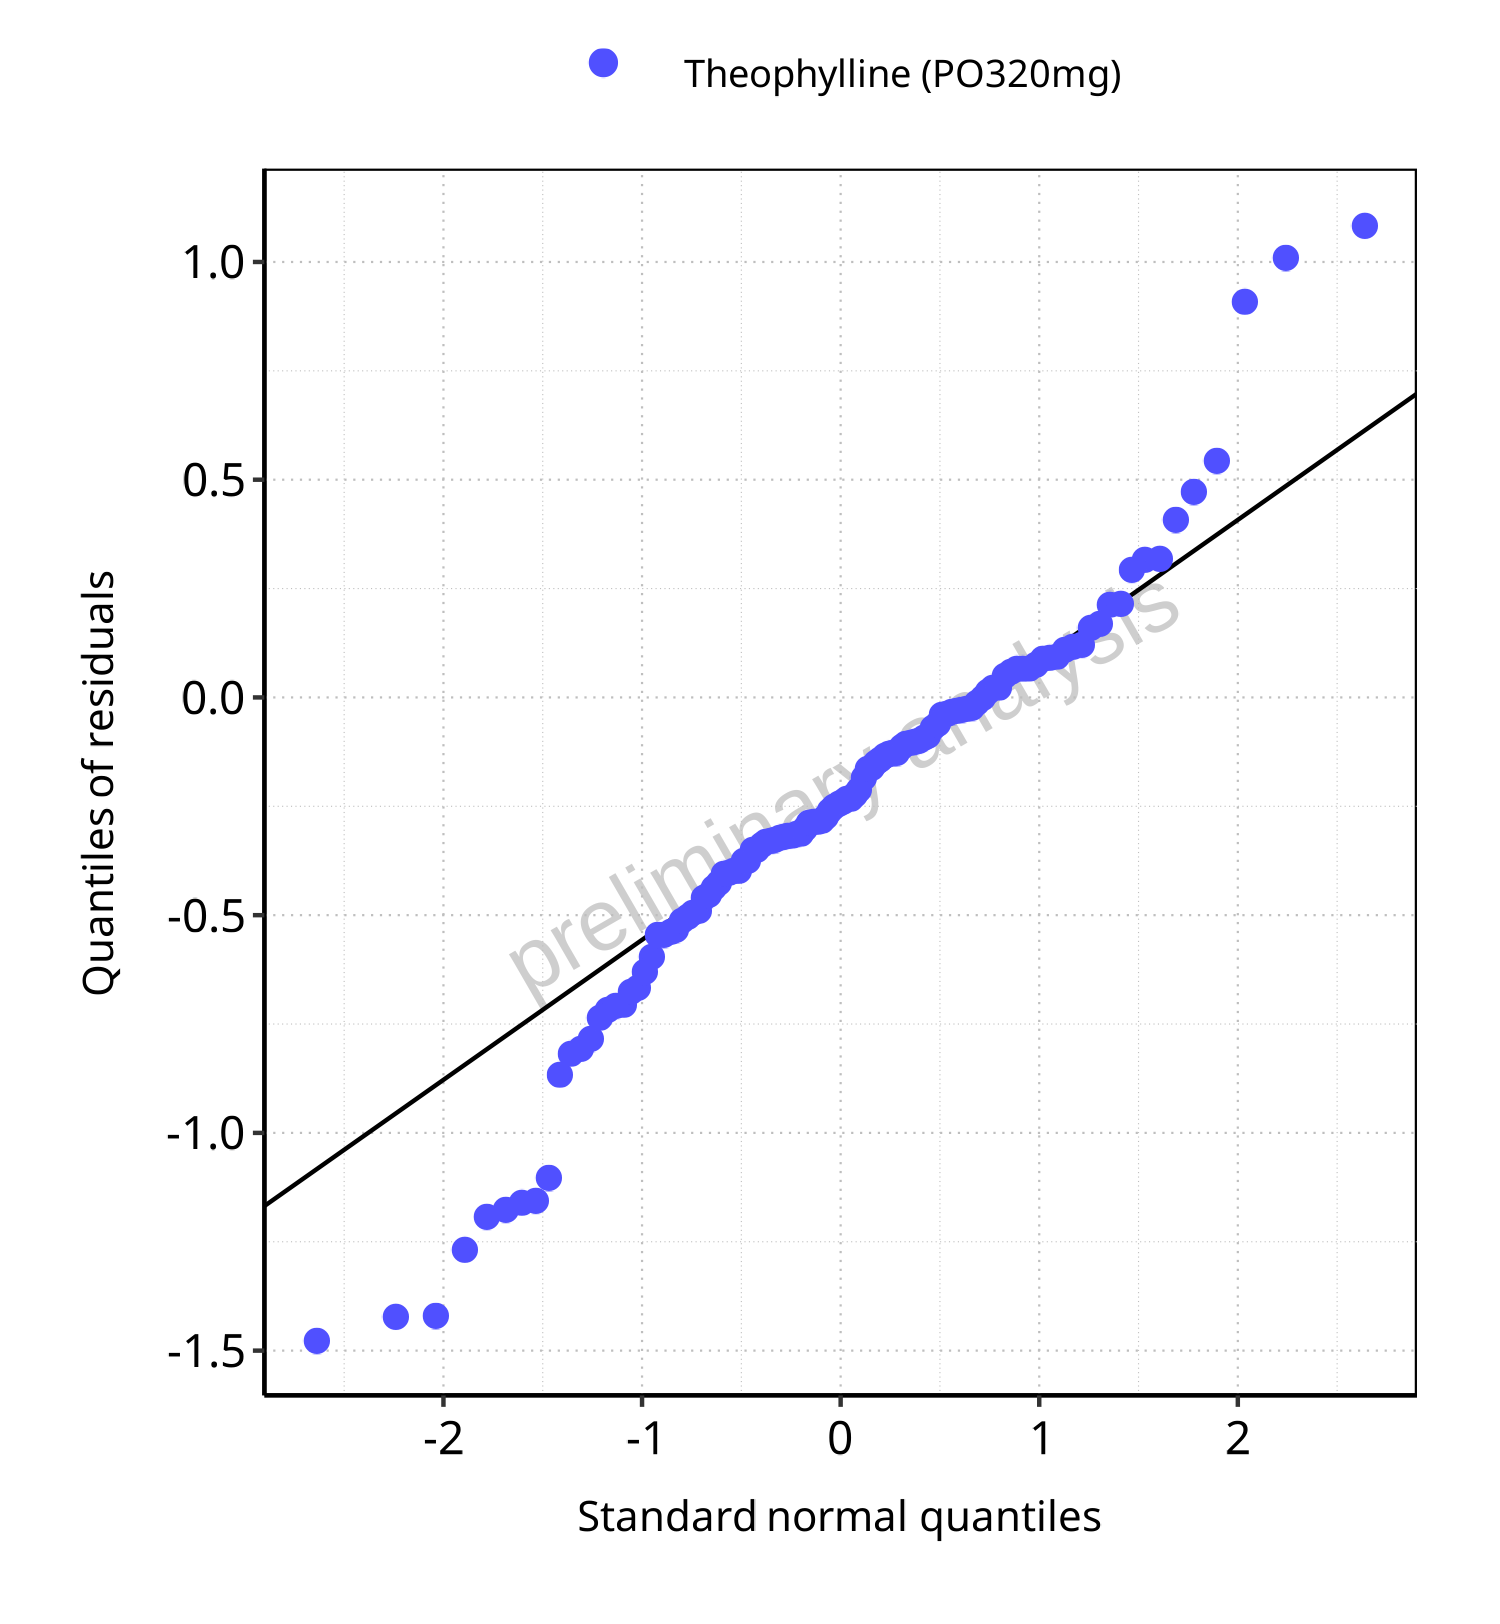 Theophylline (PO320mg)
1.0
0.5
0.0
-0.5
-1.0
-1.5
Quantiles of residuals
preliminary analysis
-2 -1 0 1 2
Standard normal quantiles